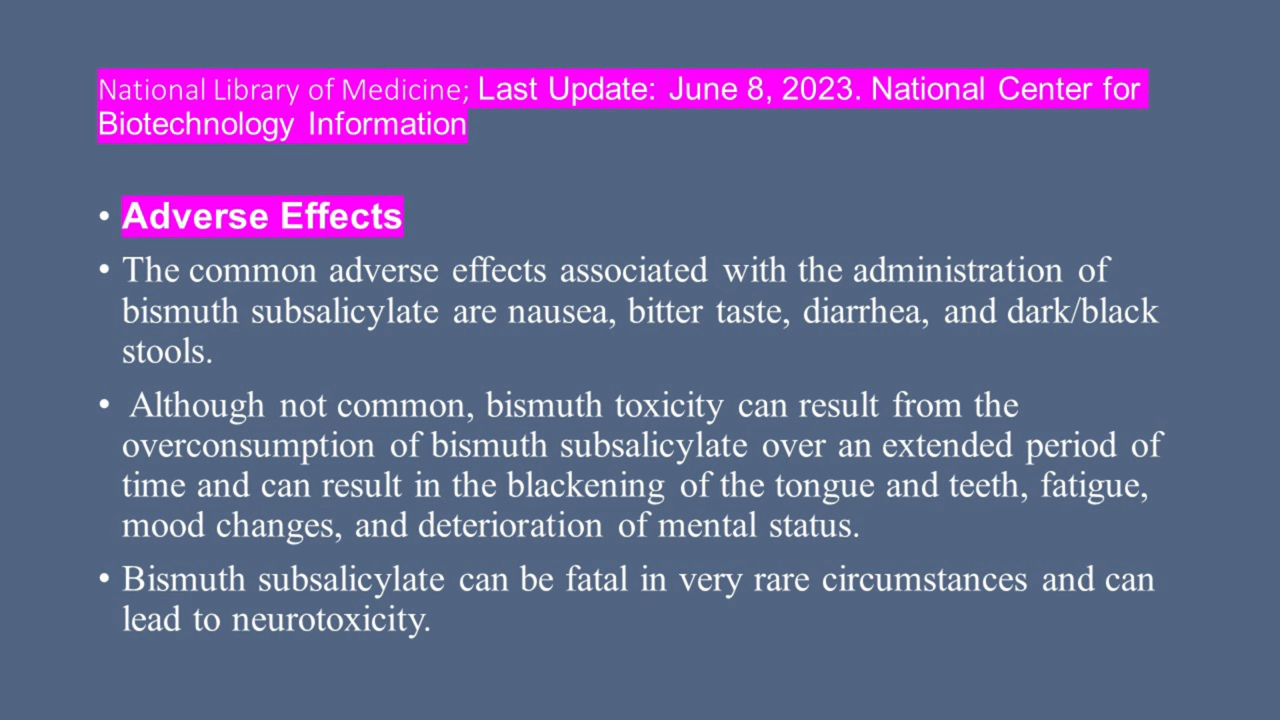 National Library of Medicine; Last Update: June 8, 2023. National Center for
Biotechnology Information
• Adverse Effects
• The common adverse effects associated with the administration of
bismuth subsalicylate are nausea, bitter taste, diarrhea, and dark/black
stools.
• Although not common, bismuth toxicity can result from the
overconsumption of bismuth subsalicylate over an extended period of
time and can result in the blackening of the tongue and teeth, fatigue,
mood changes, and deterioration of mental status.
• Bismuth subsalicylate can be fatal in very rare circumstances and can
lead to neurotoxicity.